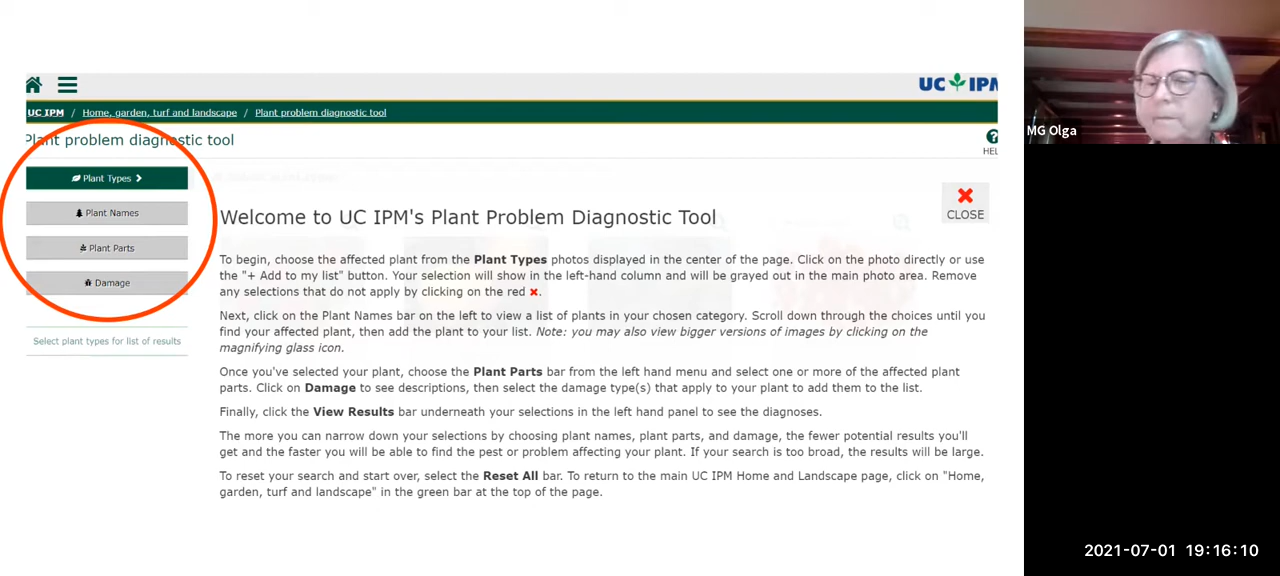 UC IPM
UC IPM / Home, garden, turf and landscape / Plant problem diagnostic tool
Plant problem diagnostic tool
HEL
Plant Types
Plant Names
Plant Parts
Damage
Select plant types for list of results
CLOSE
Welcome to UC IPM's Plant Problem Diagnostic Tool
To begin, choose the affected plant from the Plant Types photos displayed in the center of the page. Click on the photo directly or use
the "+ Add to my list" button. Your selection will show in the left-hand column and will be grayed out in the main photo area. Remove
any selections that do not apply by clicking on the red ✖.
Next, click on the Plant Names bar on the left to view a list of plants in your chosen category. Scroll down through the choices until you
find your affected plant, then add the plant to your list. Note: you may also view bigger versions of images by clicking on the
magnifying glass icon.
Once you've selected your plant, choose the Plant Parts bar from the left hand menu and select one or more of the affected plant
parts. Click on Damage to see descriptions, then select the damage type(s) that apply to your plant to add them to the list.
Finally, click the View Results bar underneath your selections in the left hand panel to see the diagnoses.
The more you can narrow down your selections by choosing plant names, plant parts, and damage, the fewer potential results you'll
get and the faster you will be able to find the pest or problem affecting your plant. If your search is too broad, the results will be large.
To reset your search and start over, select the Reset All bar. To return to the main UC IPM Home and Landscape page, click on "Home,
garden, turf and landscape" in the green bar at the top of the page.
MG Olga
2021-07-01 19:16:10